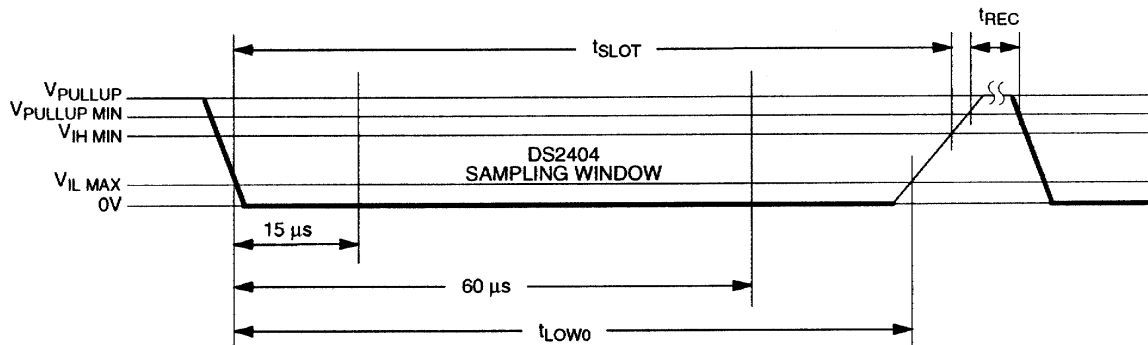 tREC
tSLOT
VPULLUP
VPULLUP MIN
VIH MIN
DS2404
SAMPLING WINDOW
VIL MAX
0V
15 µs
60 µs
tLOW0